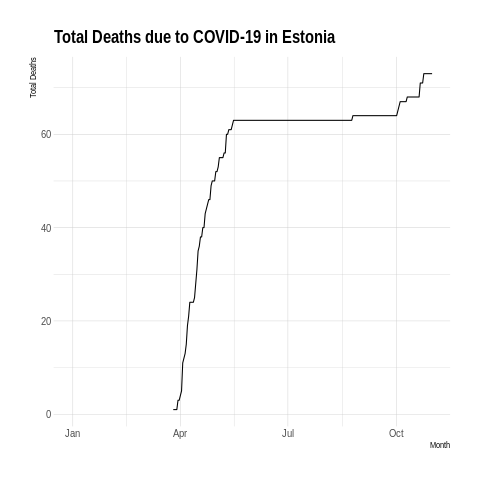 Total Deaths due to COVID-19 in Estonia
Total Deaths
60
40
20
0
Jan Apr Jul Oct
Month